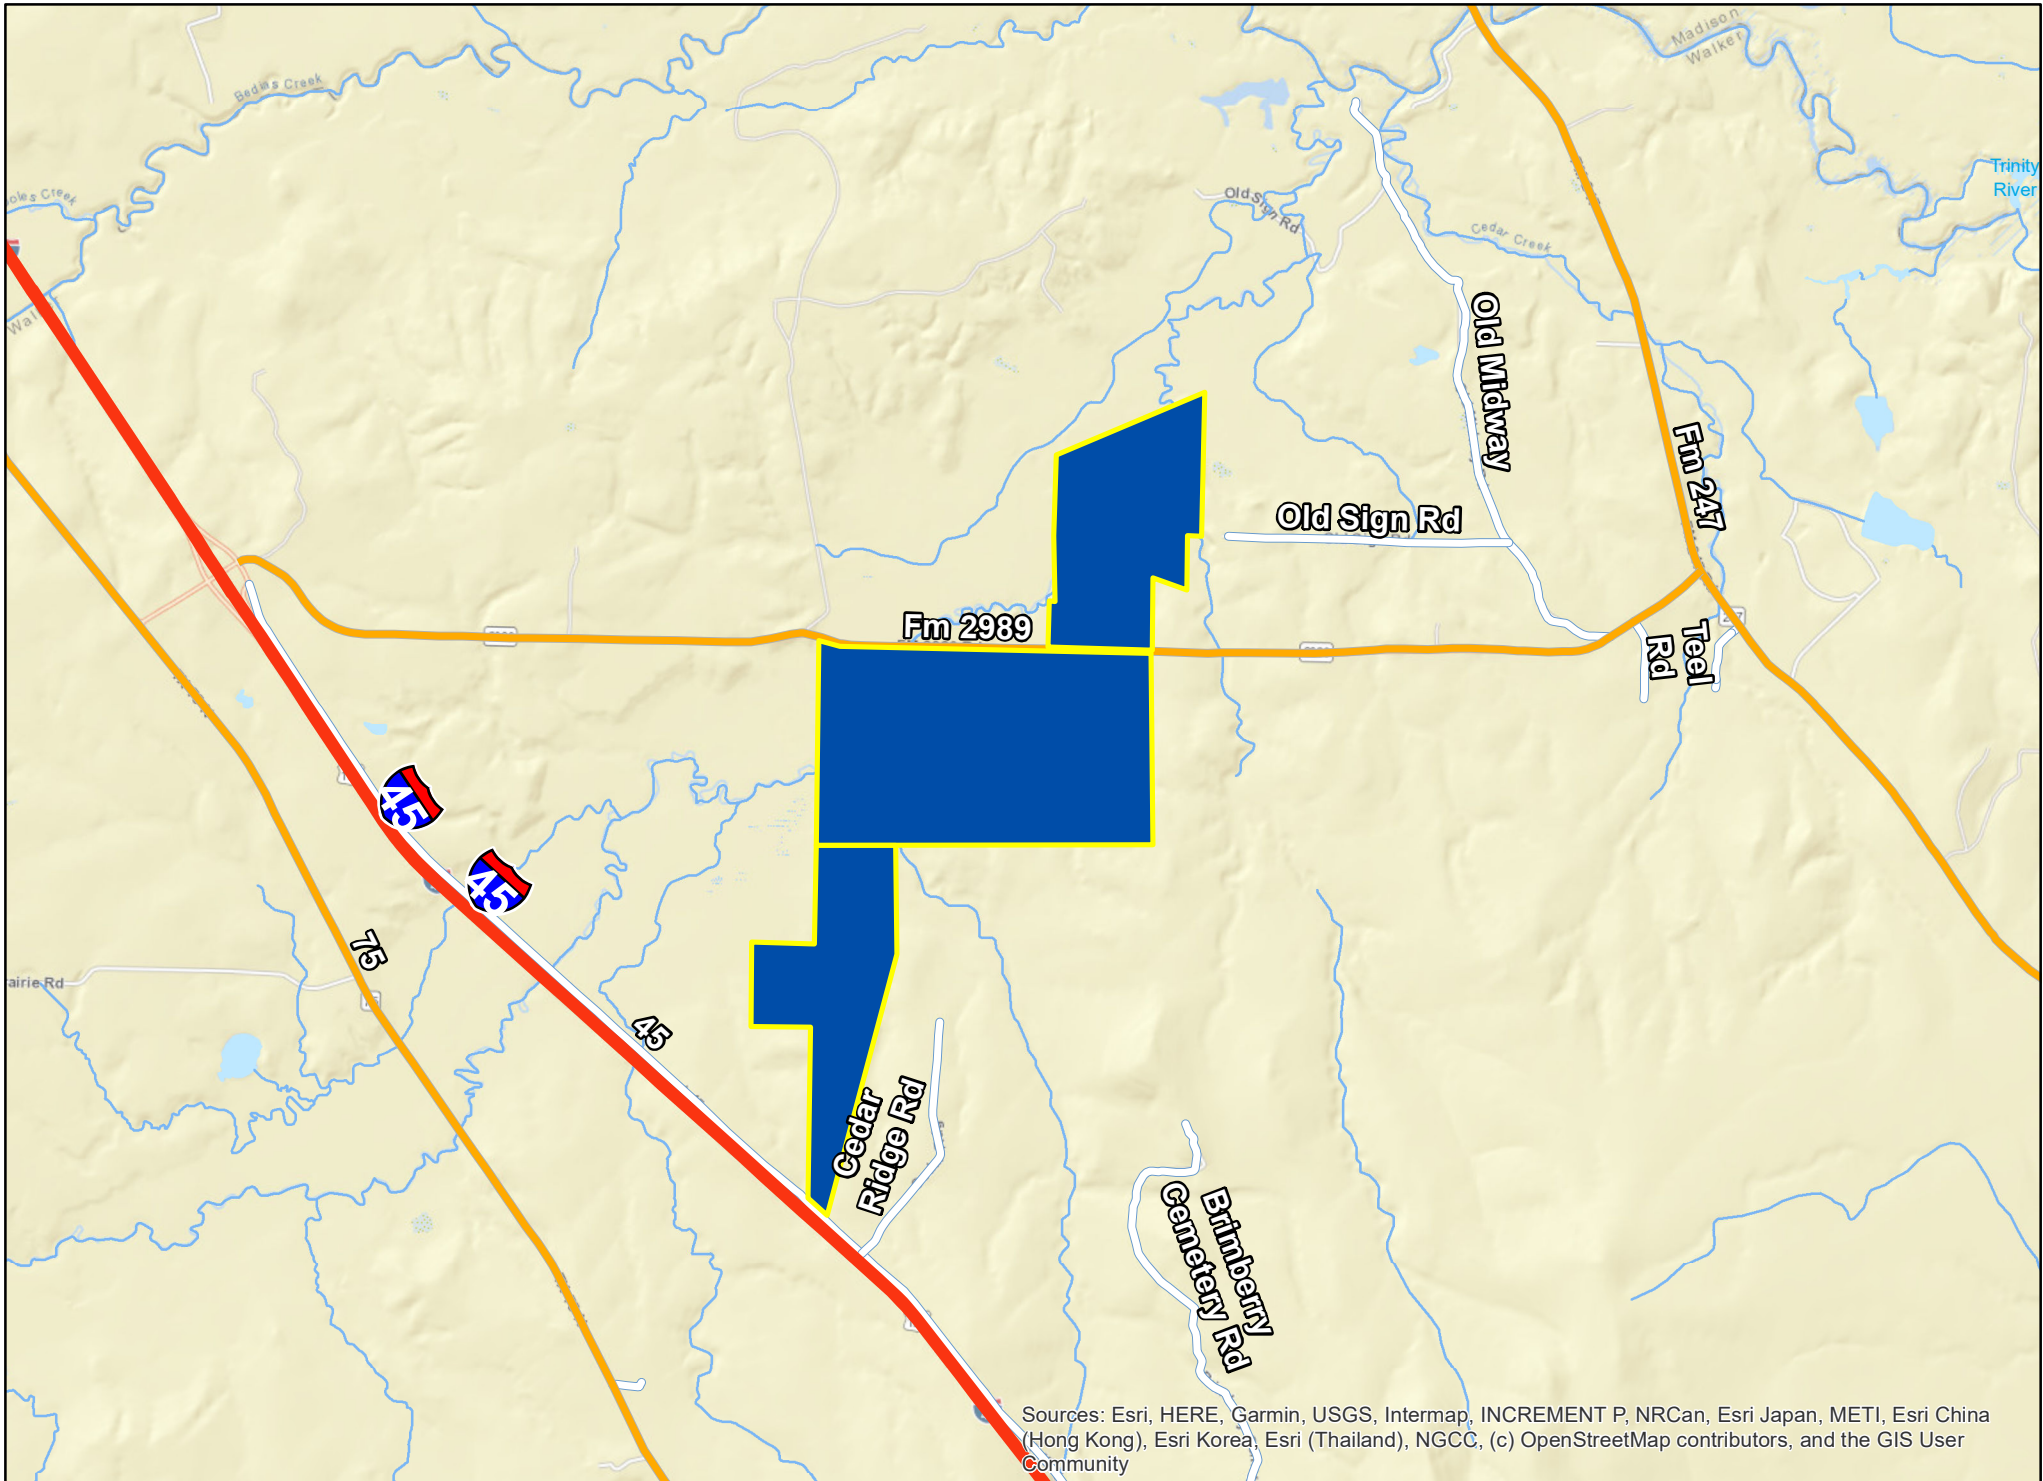 Madison
Walker
Bedias Creek
Trinity
River
Creek
Old Sign Rd
Cedar Creek
Old Midway
Fm 247
Old Sign Rd
Fm 2989
Teel
Rd
45
45
75
45
airie Rd
Cedar
Ridge Rd
Brimberry
Cemetery Rd
Sources: Esri, HERE, Garmin, USGS, Intermap, INCREMENT P, NRCan, Esri Japan, METI, Esri China
(Hong Kong), Esri Korea, Esri (Thailand), NGCC, (c) OpenStreetMap contributors, and the GIS User
Community